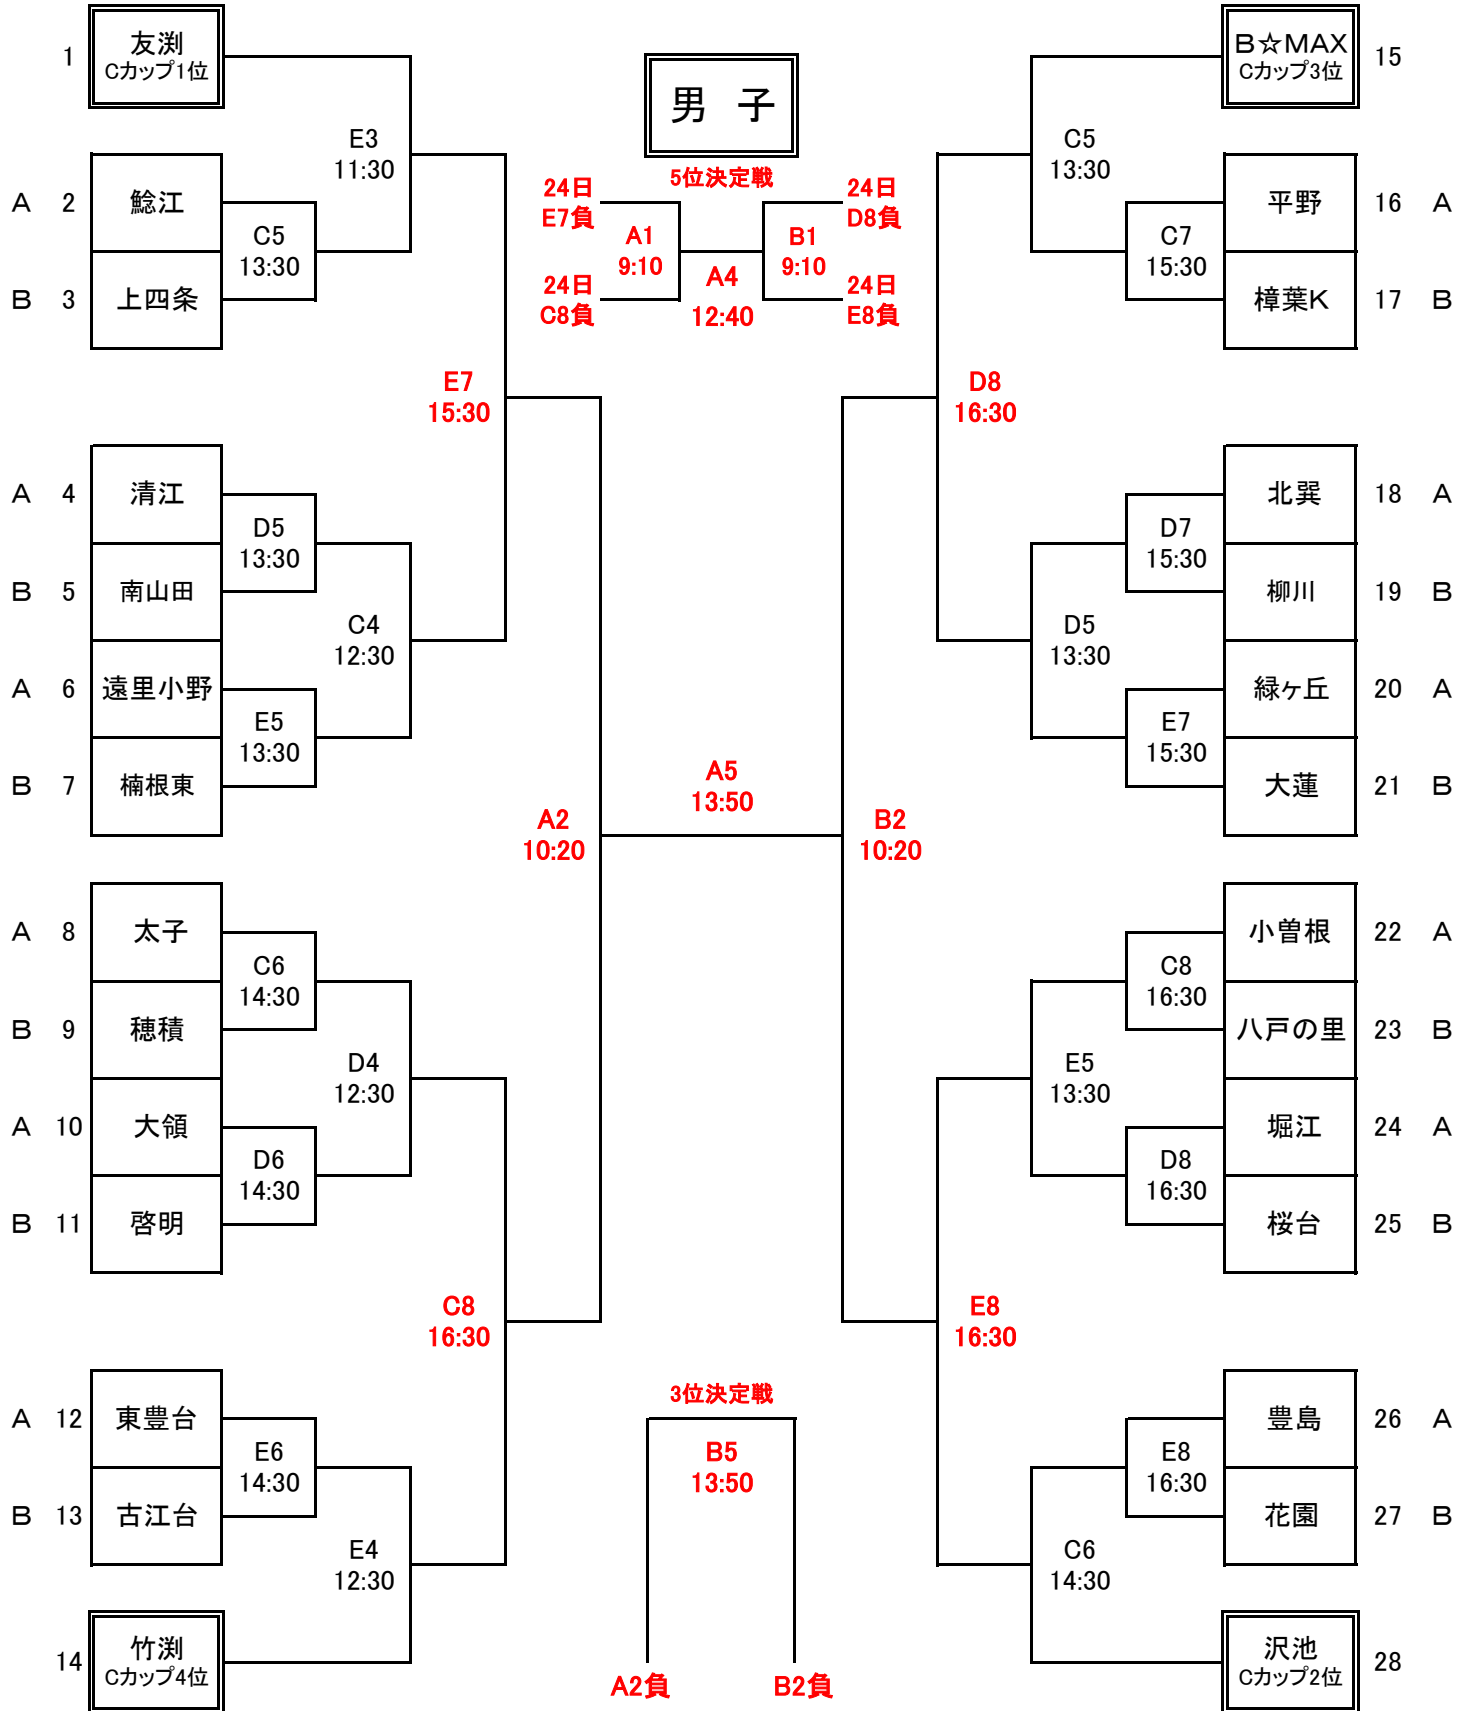 男 子
1 友渕
Cカップ1位
E3
11:30
A 2 鯰江
C5
13:30
B 3 上四条
E7
15:30
A 4 清江
D5
13:30
B 5 南山田
C4
12:30
A 6 遠里小野
E5
13:30
B 7 楠根東
A2
10:20
A 8 太子
C6
14:30
B 9 穂積
D4
12:30
A 10 大領
D6
14:30
B 11 啓明
C8
16:30
A 12 東豊台
E6
14:30
B 13 古江台
E4
12:30
14 竹渕
Cカップ4位
5位決定戦
24日
E7負
A1
9:10
24日
C8負
A4
12:40
24日
D8負
B1
9:10
24日
E8負
A5
13:50
3位決定戦
B5
13:50
A2負
B2負
B☆MAX 15
Cカップ3位
C5
13:30
平野 16 A
C7
15:30
樟葉K 17 B
D8
16:30
北巽 18 A
D7
15:30
柳川 19 B
D5
13:30
緑ヶ丘 20 A
E7
15:30
大蓮 21 B
B2
10:20
小曽根 22 A
C8
16:30
八戸の里 23 B
E5
13:30
堀江 24 A
D8
16:30
桜台 25 B
E8
16:30
豊島 26 A
E8
16:30
花園 27 B
C6
14:30
沢池 28
Cカップ2位